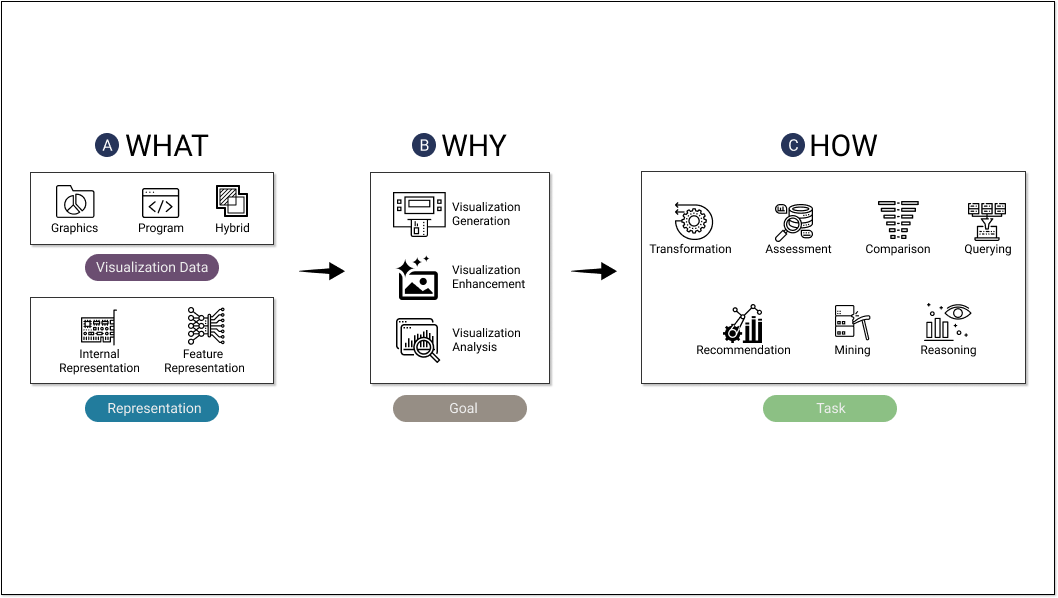 A WHAT
Graphics
Program
Hybrid
Visualization Data
Internal
Representation
Feature
Representation
Representation
B WHY
Visualization
Generation
Visualization
Enhancement
Visualization
Analysis
Goal
C HOW
Transformation
Assessment
Comparison
Querying
Recommendation
Mining
Reasoning
Task